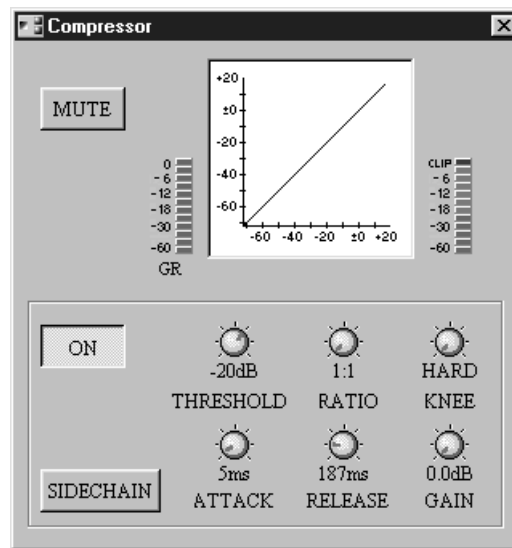 Compressor
MUTE
+20
±0
-20
-40
-60
-60 -40 -20 ±0 +20
0
-6
-12
-18
-30
-60
GR
CLIP
-6
-12
-18
-30
-60
ON
-20dB 1:1 HARD
THRESHOLD RATIO KNEE
5ms 187ms 0.0dB
SIDECHAIN ATTACK RELEASE GAIN